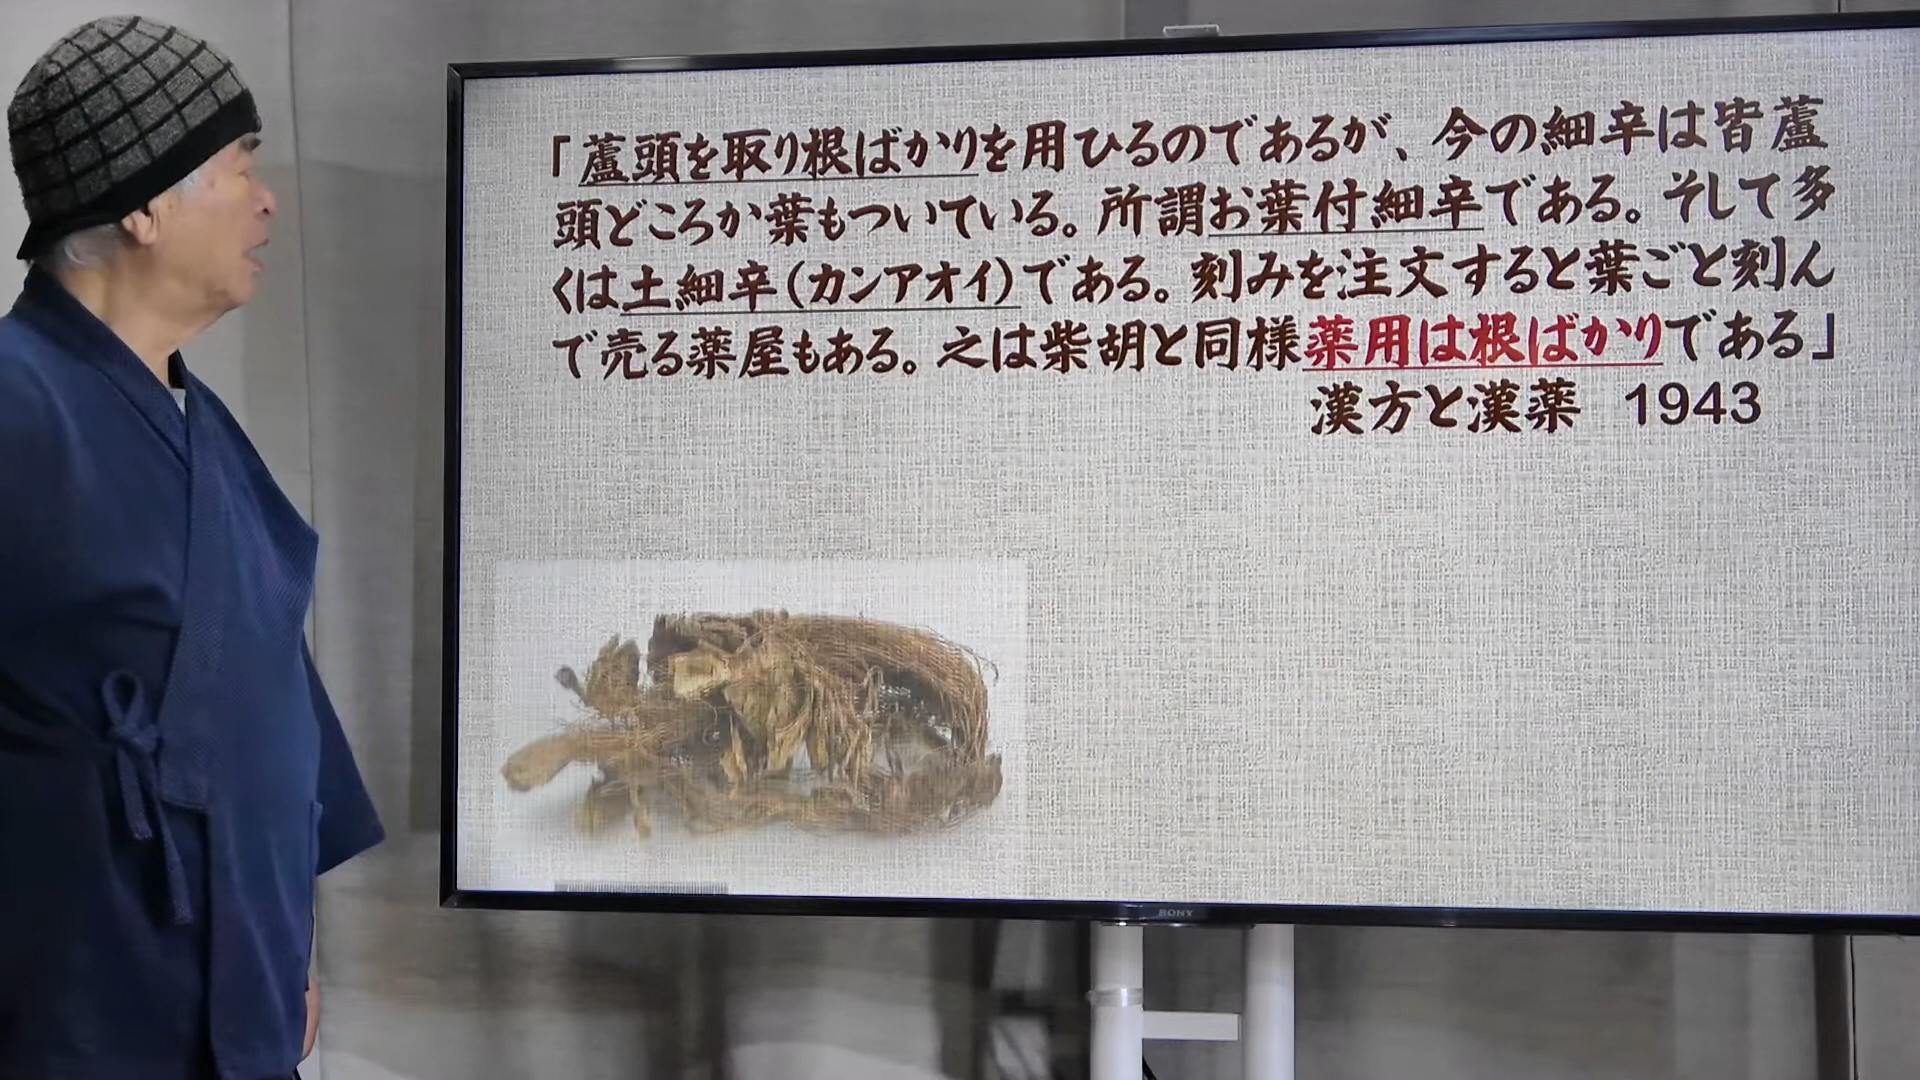 「蘆頭を取り根ばかりを用ひるのであるが、今の細辛は皆蘆
頭どころか葉もついている。所謂お葉付細辛である。そして多
くは土細辛（カンアオイ）である。刻みを注文すると葉ごと刻ん
で売る薬屋もある。之は柴胡と同様薬用は根ばかりである」
漢方と漢薬　1943
SONY